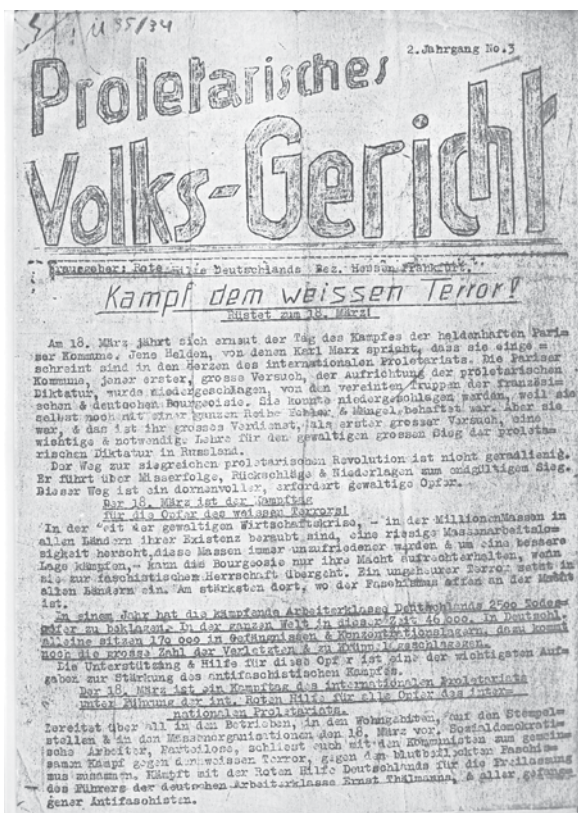 M 35/34
2. Jahrgang No.3
Proletarisches
Volks-Gericht
Rote Hilfe Deutschlands Bez. Hessen Frankfurt.
Kampf dem weissen Terror!
Rüstet zum 18. März!
Am 18. März jährt sich erneut der Tag des Kampfes der heldenhaften Pari=
ser Kommune. Jene Helden, von denen Karl Marx spricht, dass sie einge =
schreint sind in den Herzen des internationalen Proletariats. Die Pariser
Kommune, jener erster, grosse Versuch, der Aufrichtung der proletarischen
Diktatur, wurde niedergeschlagen, von den vereinten Truppen der französi=
schen & deutschen Bourgeoisie. Sie konnte niedergeschlagen werden, weil sie
selbst noch mit einer ganzen Reihe Fehler & Mängel behaftet war. Aber sie
war, & das ist ihr grosses Verdienst, als erster grosser Versuch, eine
wichtige & notwendige Lehre für den gewaltigen grossen Sieg der proleta=
rischen Diktatur in Russland.
Der Weg zur siegreichen proletarischen Revolution ist nicht geradlienig.
Er führt über Misserfolge, Rückschläge & Niederlagen zum endgültigem Sieg.
Dieser Weg ist ein dornenvoller, erfordert gewaltige Opfer.
Der 18. März ist der Kampftag
für die Opfer des weissen Terrors!
In der Zeit der gewaltigen Wirtschaftskrise, - in der MillionenMassen in
allen Ländern ihrer Existenz beraubt sind, eine riesige Massenarbeitslo=
sigkeit herscht, diese Massen immer unzufriedener werden & um eine bessere
Lage kämpfen, - kann die Bourgeosie nur ihre Macht aufrechterhalten, wenn
sie zur faschistischen Herrschaft übergeht. Ein ungeheurer Terror setzt in
allen Ländern ein. Am stärksten dort, wo der Faschismus offen an der Macht
ist.
In einem Jahr hat die kämpfende Arbeiterklasse Deutschlands 2500 Todes=
opfer zu beklagen. In der ganzen Welt in dieser Zeit 46 000. In Deutschl.
alleine sitzen 170 000 in Gefängnissen & Konzentrationslagern, dazu kommt
noch die grosse Zahl der Verletzten & zu Krüppel geschlagenen.
Die Unterstützung & Hilfe für diese Opfer ist eine der wichtigsten Auf=
gaben zur Stärkung des antifaschistischen Kampfes.
Der 18. März ist ein Kampftag des internationalen Proletariats
unter Führung der int. Roten Hilfe für alle Opfer des inter=
nationalen Proletariats.
Bereitet über all in den Betrieben, in den Wohngebiten, auf den Stempel=
stellen & in den Massenorganisationen den 18. März vor. Sozialdemokrati=
sche Arbeiter, Parteilose, schliest euch mit den Kommunisten zum gemein=
samen Kampf gegen den weissen Terror, gegen den blutbeflekten Faschis=
mus zusammen. Kämpft mit der Roten Hilfe Deutschlands für die Freilassung
des Führers der deutschen Arbeiterklasse Ernst Thälmanns, & aller gefan=
gener Antifaschisten.